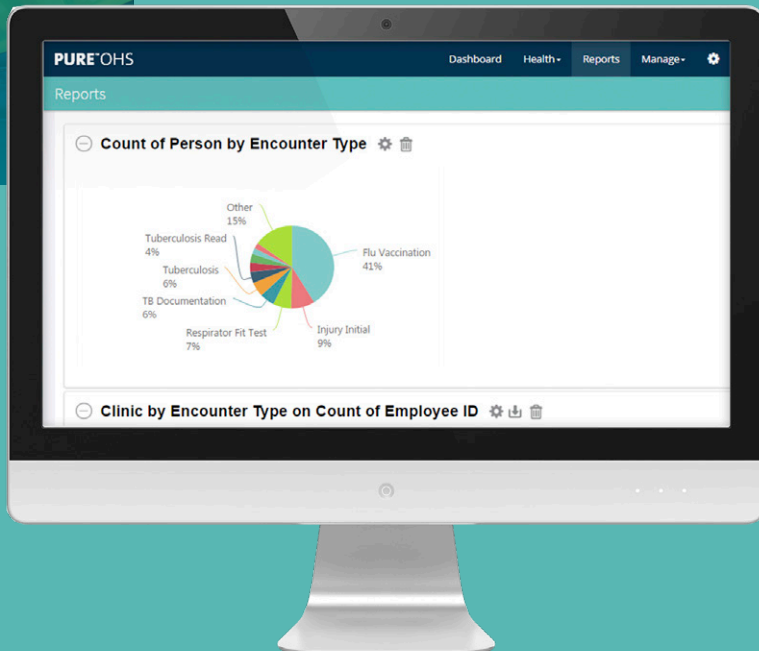 PURE™OHS
Dashboard Health Reports Manage
Reports
Count of Person by Encounter Type
Other
15%
Tuberculosis Read
4%
Flu Vaccination
41%
Tuberculosis
6%
TB Documentation
6%
Respirator Fit Test
7%
Injury Initial
9%
Clinic by Encounter Type on Count of Employee ID